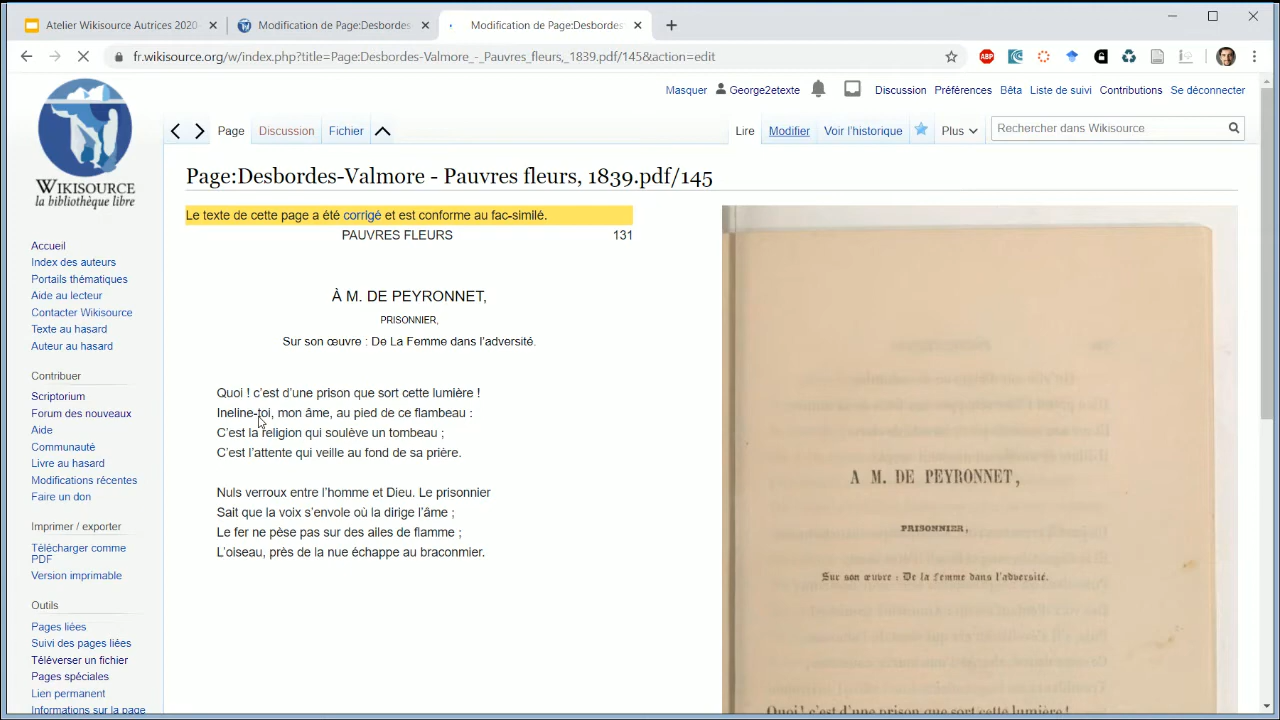 Atelier Wikisource Autrices 2020-
Modification de Page:Desbordes-
Modification de Page:Desbordes-
fr.wikisource.org/w/index.php?title=Page:Desbordes-Valmore_-_Pauvres_fleurs,_1839.pdf/145&action=edit
Masquer George2etexte Discussion Préférences Bêta Liste de suivi Contributions Se déconnecter
Page Discussion Fichier Lire Modifier Voir l’historique Plus Rechercher dans Wikisource
WIKISOURCE
la bibliothèque libre
Accueil
Index des auteurs
Portails thématiques
Aide au lecteur
Contacter Wikisource
Texte au hasard
Auteur au hasard
Contribuer
Scriptorium
Forum des nouveaux
Aide
Communauté
Livre au hasard
Modifications récentes
Faire un don
Imprimer / exporter
Télécharger comme
PDF
Version imprimable
Outils
Pages liées
Suivi des pages liées
Téléverser un fichier
Pages spéciales
Lien permanent
Informations sur la page
Page:Desbordes-Valmore - Pauvres fleurs, 1839.pdf/145
Le texte de cette page a été corrigé et est conforme au fac-similé.
PAUVRES FLEURS 131
À M. DE PEYRONNET,
PRISONNIER,
Sur son œuvre : De La Femme dans l’adversité.
Quoi ! c’est d’une prison que sort cette lumière !
Ineline-toi, mon âme, au pied de ce flambeau :
C’est la religion qui soulève un tombeau ;
C’est l’attente qui veille au fond de sa prière.
Nuls verroux entre l’homme et Dieu. Le prisonnier
Sait que la voix s’envole où la dirige l’âme ;
Le fer ne pèse pas sur des ailes de flamme ;
L’oiseau, près de la nue échappe au braconnier.
A M. DE PEYRONNET,
PRISONNIER,
Sur son œuvre : De la femme dans l’adversité.
Quoi ! c’est d’une prison que sort cette lumière !